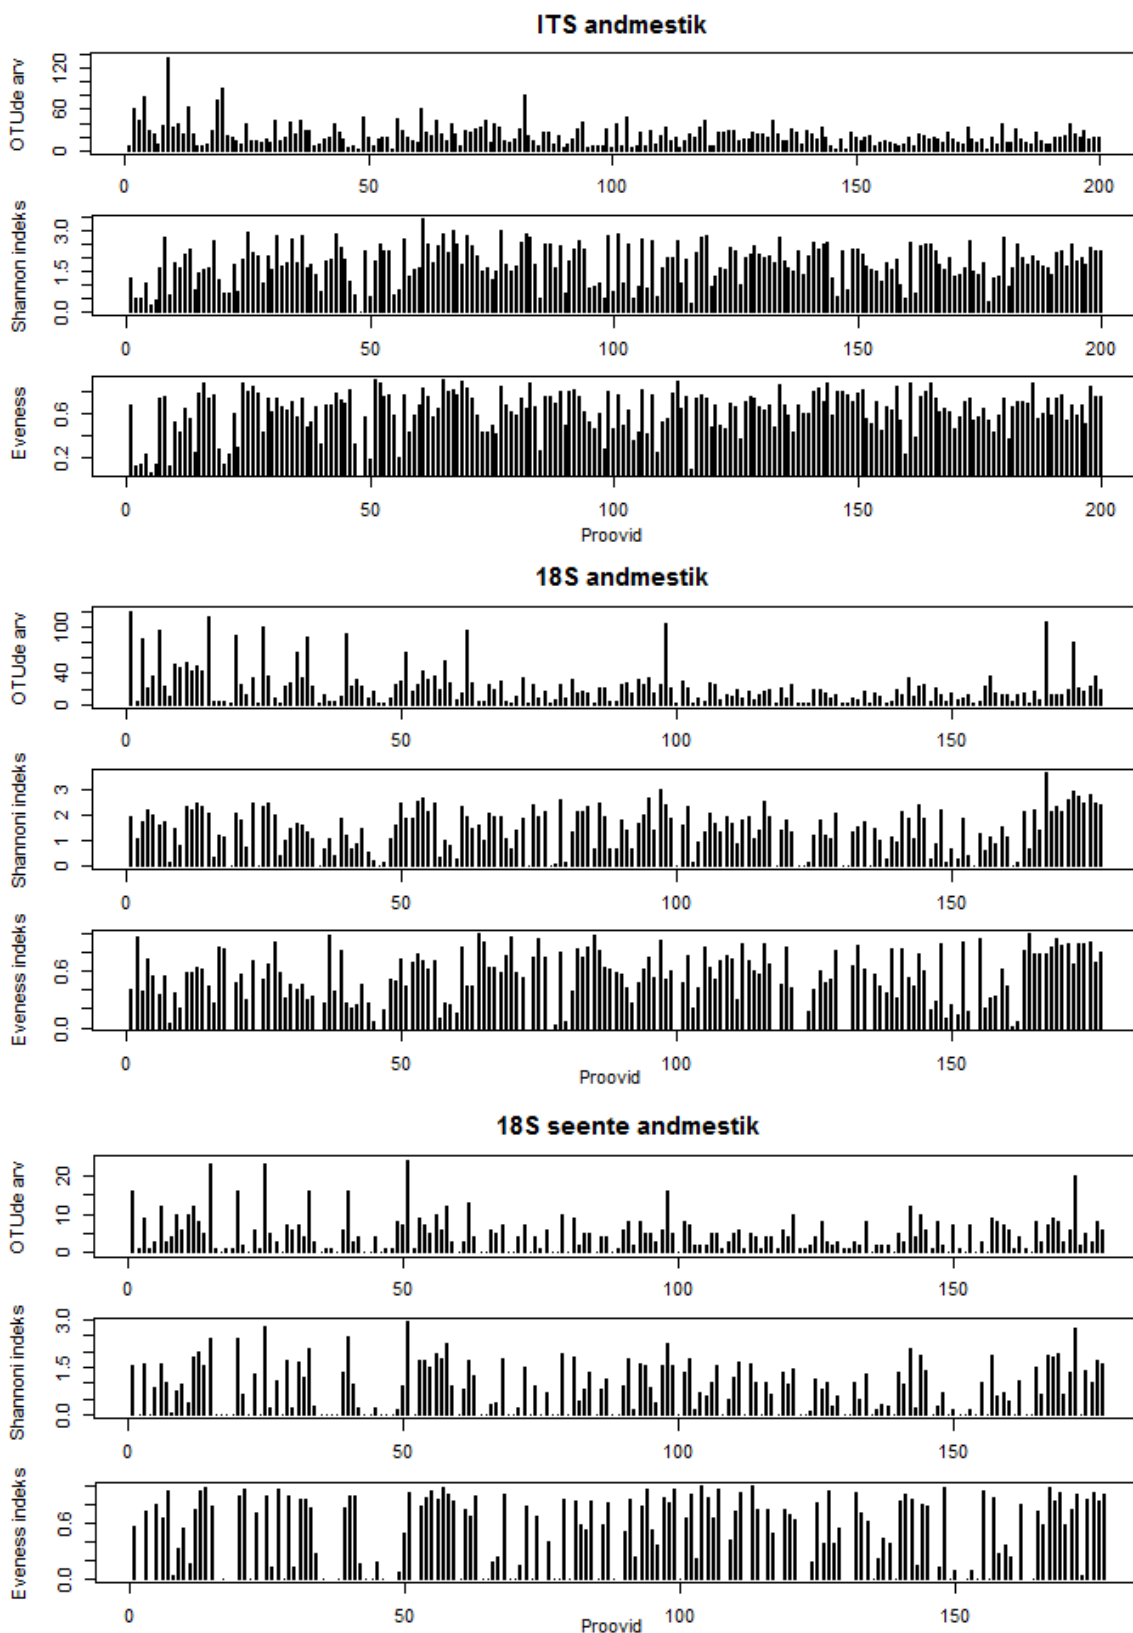 ITS andmestik
OTUde arv
0 60 120
0 50 100 150 200
Shannon indeks
0.0 1.5 3.0
0 50 100 150 200
Eveness
0.2 0.6
0 50 100 150 200
Proovid
18S andmestik
OTUde arv
0 40 100
0 50 100 150
Shannoni indeks
0 1 2 3
0 50 100 150
Eveness indeks
0.0 0.6
0 50 100 150
Proovid
18S seente andmestik
OTUde arv
0 10 20
0 50 100 150
Shannoni indeks
0.0 1.5 3.0
0 50 100 150
Eveness indeks
0.0 0.6
0 50 100 150
Proovid